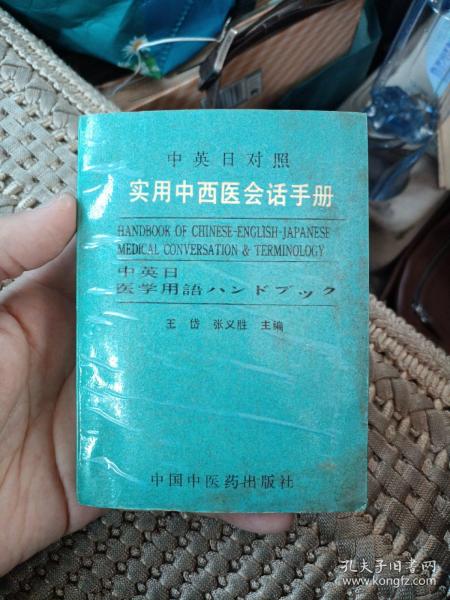 中英日对照
实用中西医会话手册
HANDBOOK OF CHINESE-ENGLISH-JAPANESE
MEDICAL CONVERSATION & TERMINOLOGY
中英日
医学用語ハンドブック
王岱 张义胜 主编
中国中医药出版社
孔夫子旧书网
www.kongfz.com